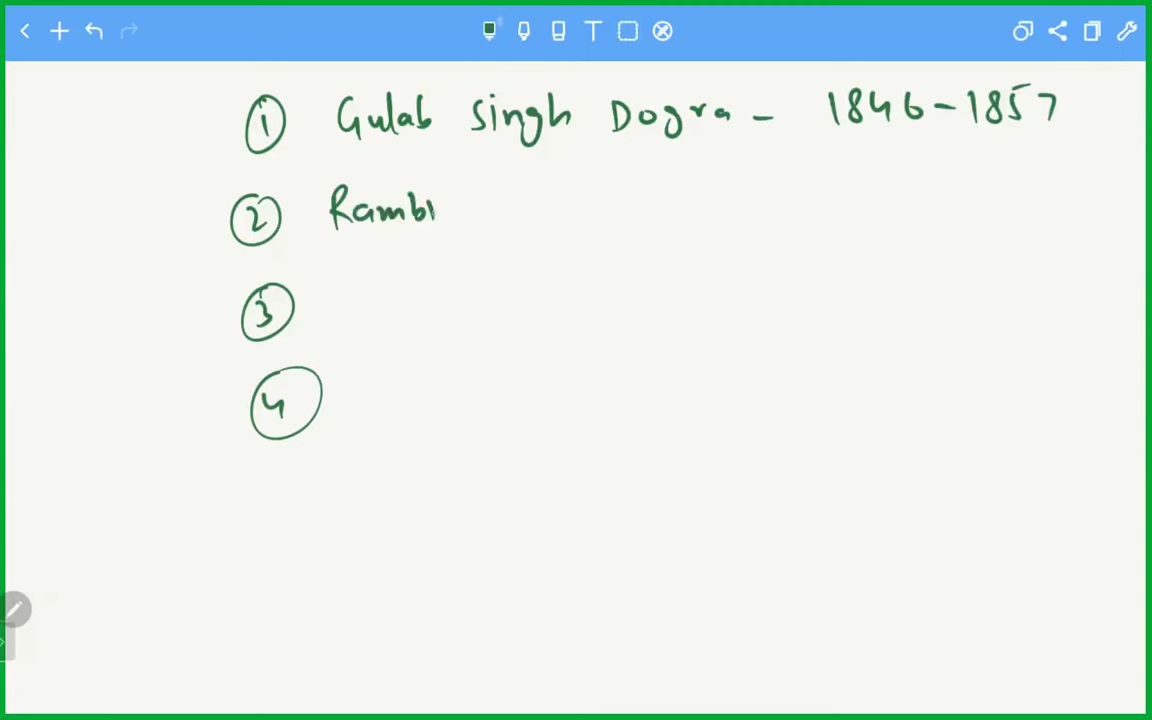 ① Gulab Singh Dogra - 1846-1857
② Rambi
③
④